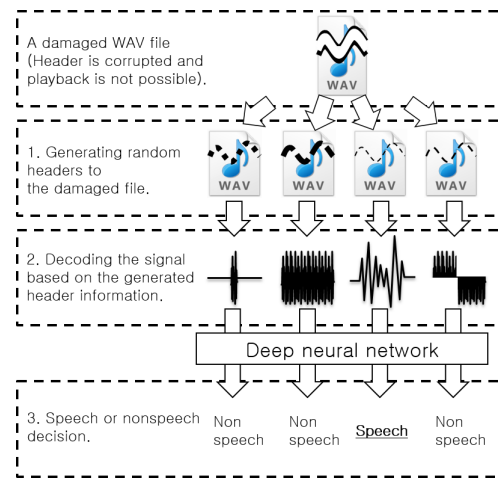 A damaged WAV file
(Header is corrupted and
playback is not possible).
WAV
1. Generating random
headers to
the damaged file.
WAV WAV WAV WAV
2. Decoding the signal
based on the generated
header information.
Deep neural network
3. Speech or nonspeech
decision.
Non
speech
Non
speech
Speech
Non
speech